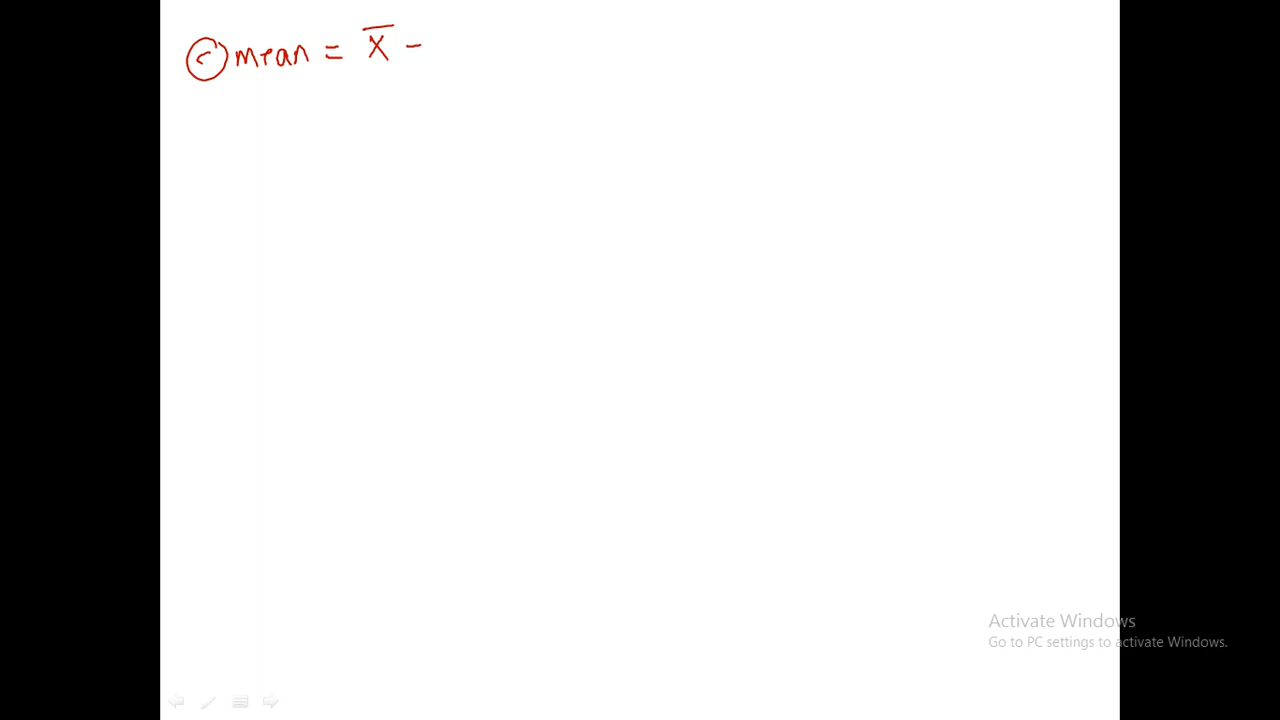 © mean = X̅ -
Activate Windows
Go to PC settings to activate Windows.